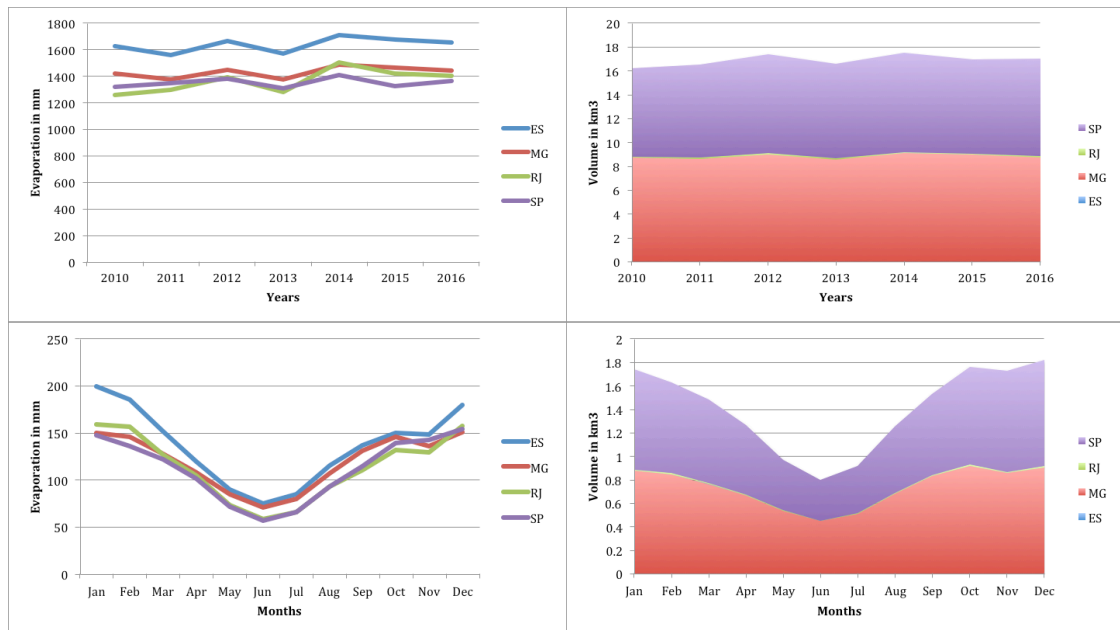 1800
1600
1400
1200
1000
800
600
400
200
0
Evaporation in mm
2010 2011 2012 2013 2014 2015 2016
Years
ES
MG
RJ
SP
20
18
16
14
12
10
8
6
4
2
0
Volume in km3
2010 2011 2012 2013 2014 2015 2016
Years
SP
RJ
MG
ES
250
200
150
100
50
0
Evaporation in mm
Jan Feb Mar Apr May Jun Jul Aug Sep Oct Nov Dec
Months
ES
MG
RJ
SP
2
1.8
1.6
1.4
1.2
1
0.8
0.6
0.4
0.2
0
Volume in km3
Jan Feb Mar Apr May Jun Jul Aug Sep Oct Nov Dec
Months
SP
RJ
MG
ES